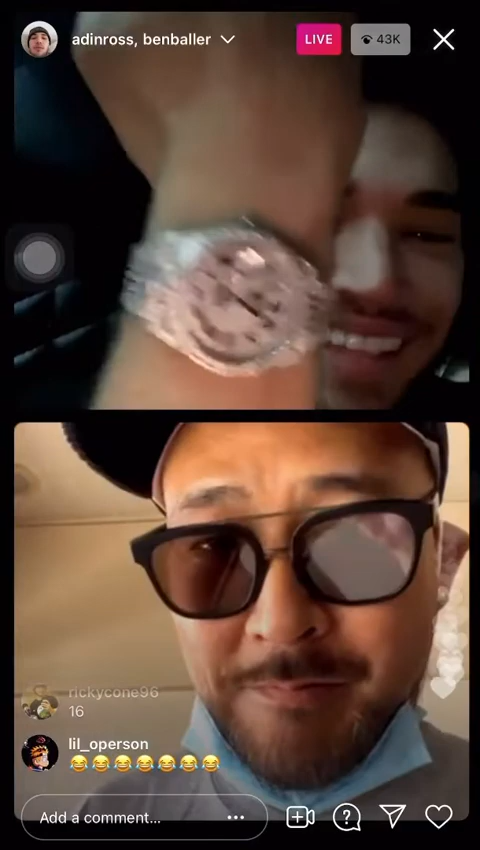 adinross, benballer
LIVE
43K
rickycone96
16
lil_operson
😂😂😂😂😂😂😂
Add a comment...